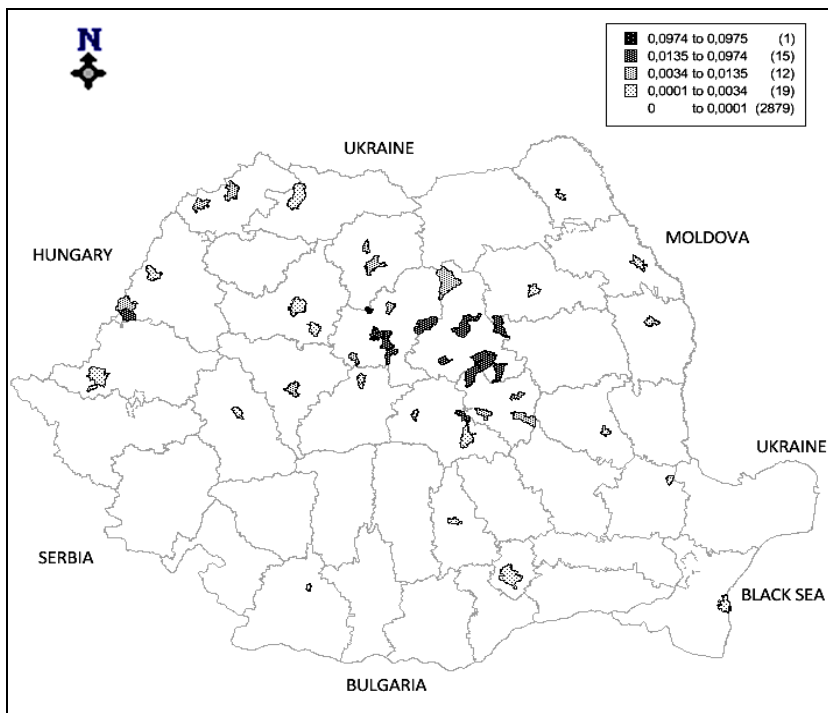 N
0,0974 to 0,0975 (1)
0,0135 to 0,0974 (15)
0,0034 to 0,0135 (12)
0,0001 to 0,0034 (19)
0 to 0,0001 (2879)
UKRAINE
HUNGARY
MOLDOVA
UKRAINE
SERBIA
BLACK SEA
BULGARIA